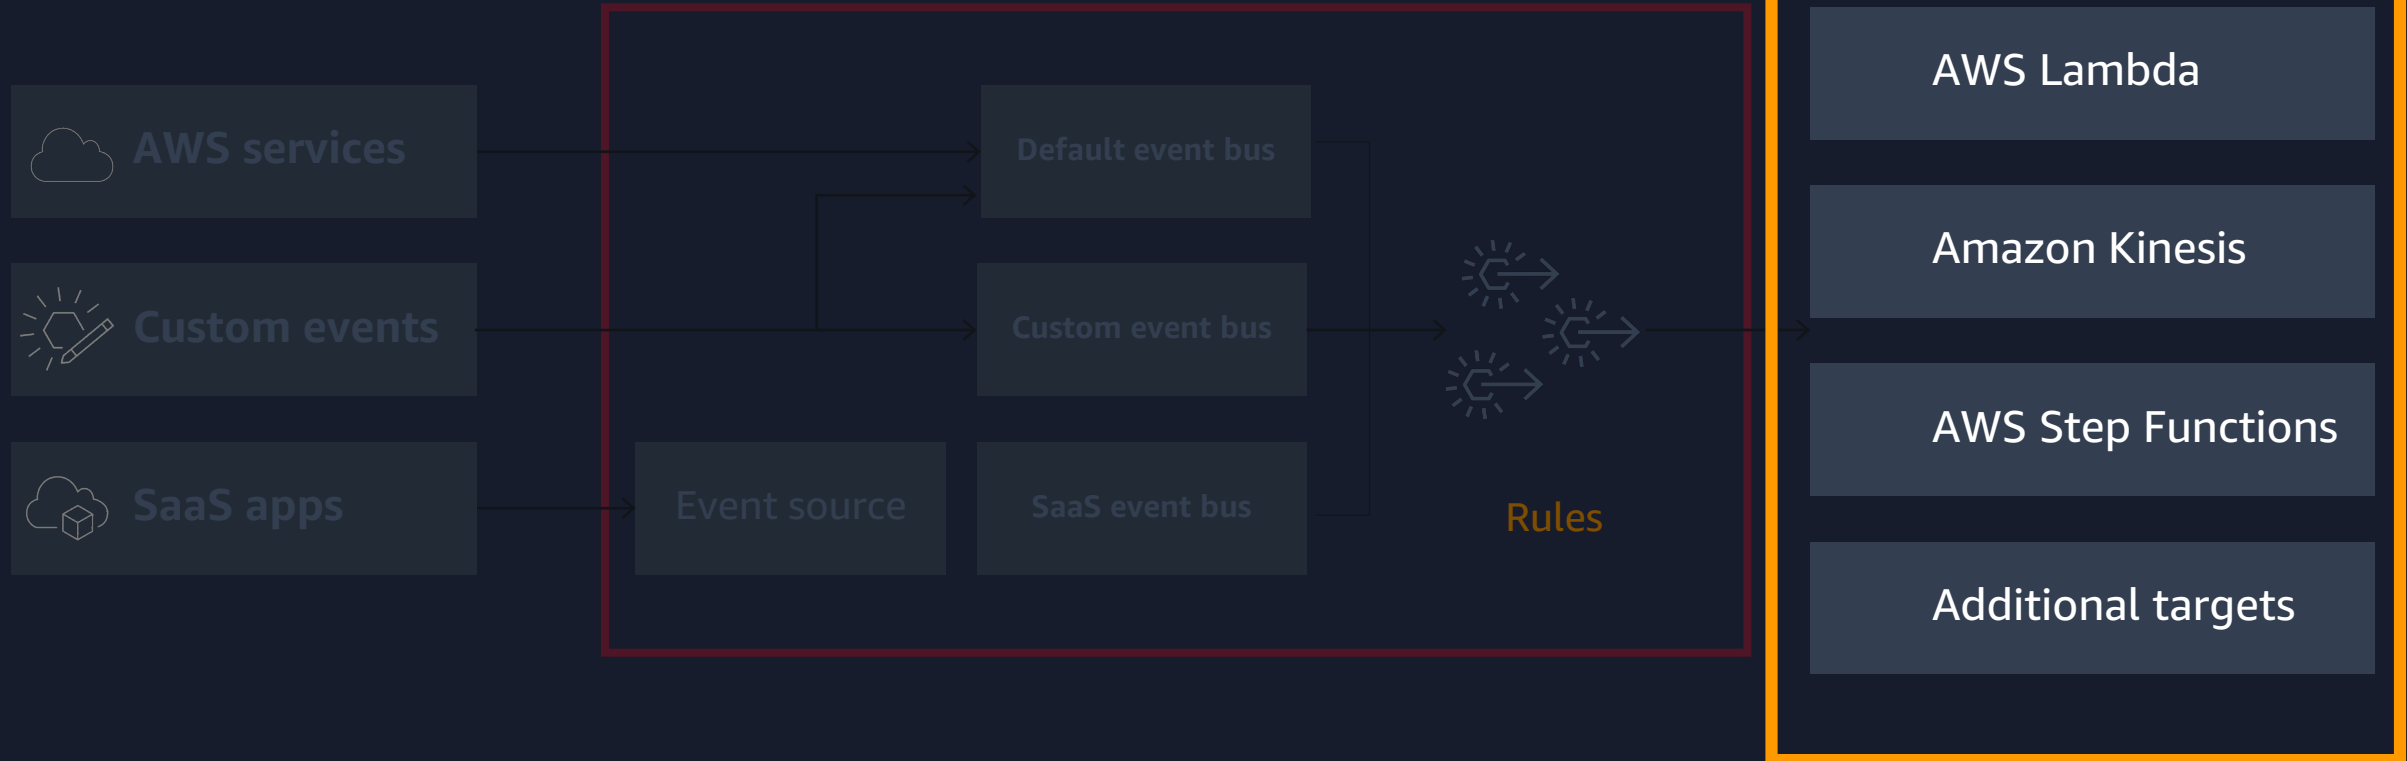 AWS services
Custom events
SaaS apps
Event source
Default event bus
Custom event bus
SaaS event bus
Rules
AWS Lambda
Amazon Kinesis
AWS Step Functions
Additional targets